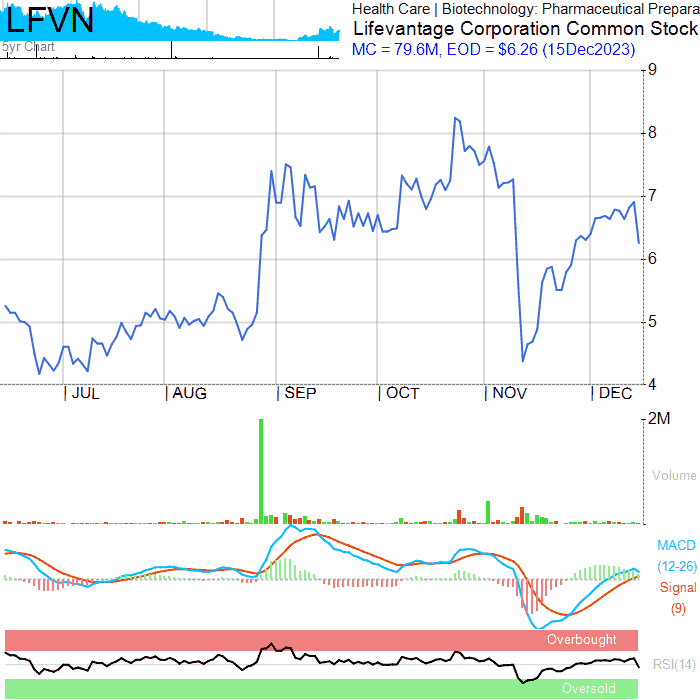 LFVN
5yr Chart
Health Care | Biotechnology: Pharmaceutical Prepara
Lifevantage Corporation Common Stock
MC = 79.6M, EOD = $6.26 (15Dec2023)
9
8
7
6
5
4
JUL
AUG
SEP
OCT
NOV
DEC
2M
Volume
MACD
(12-26)
Signal
(9)
Overbought
RSI(14)
Oversold